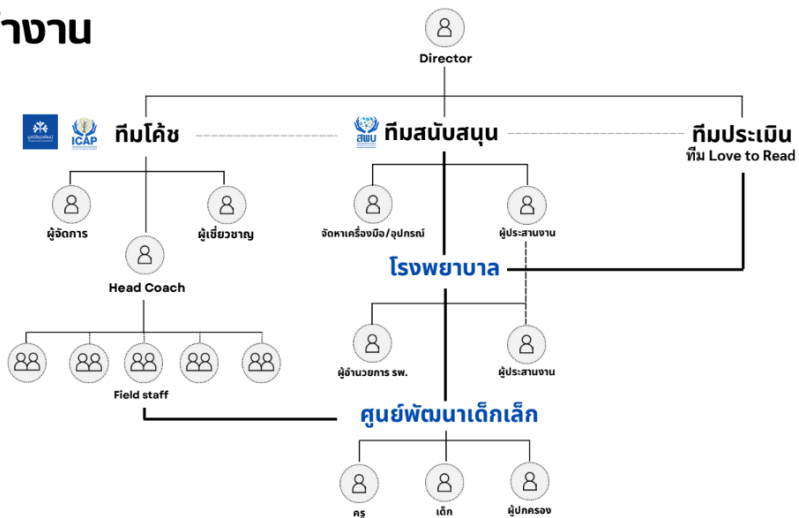 Director
ทีมโค้ช
ICAP
สพบ
ทีมสนับสนุน
ทีมประเมิน
ทีม Love to Read
ผู้จัดการ
ผู้เชี่ยวชาญ
จัดหาเครื่องมือ/อุปกรณ์
ผู้ประสานงาน
Head Coach
โรงพยาบาล
ผู้อำนวยการ รพ.
ผู้ประสานงาน
Field staff
ศูนย์พัฒนาเด็กเล็ก
ครู
เด็ก
ผู้ปกครอง